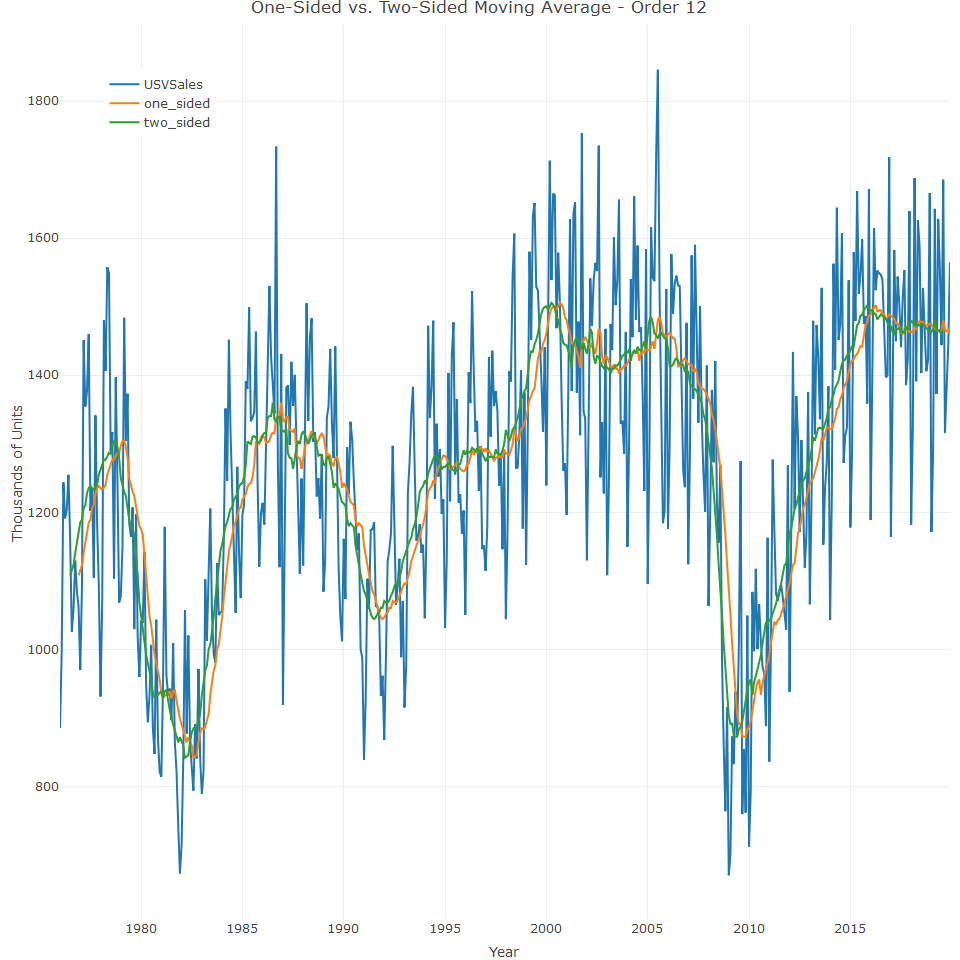 One-Sided vs. Two-Sided Moving Average - Order 12
USVSales
one_sided
two_sided
Thousands of Units
1800
1600
1400
1200
1000
800
1980 1985 1990 1995 2000 2005 2010 2015
Year